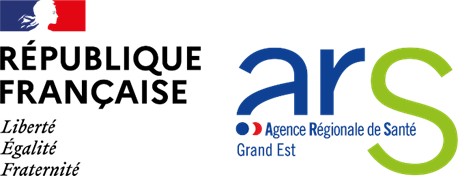 RÉPUBLIQUE
FRANÇAISE
Liberté
Égalité
Fraternité
ars
Agence Régionale de Santé
Grand Est